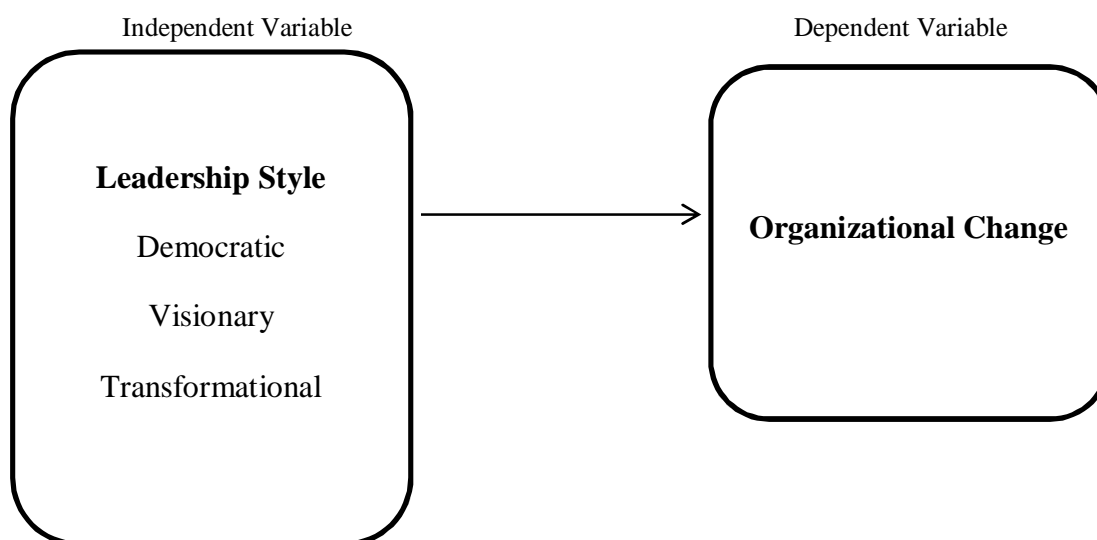 Independent Variable
Dependent Variable
Leadership Style
Democratic
Visionary
Transformational
Organizational Change